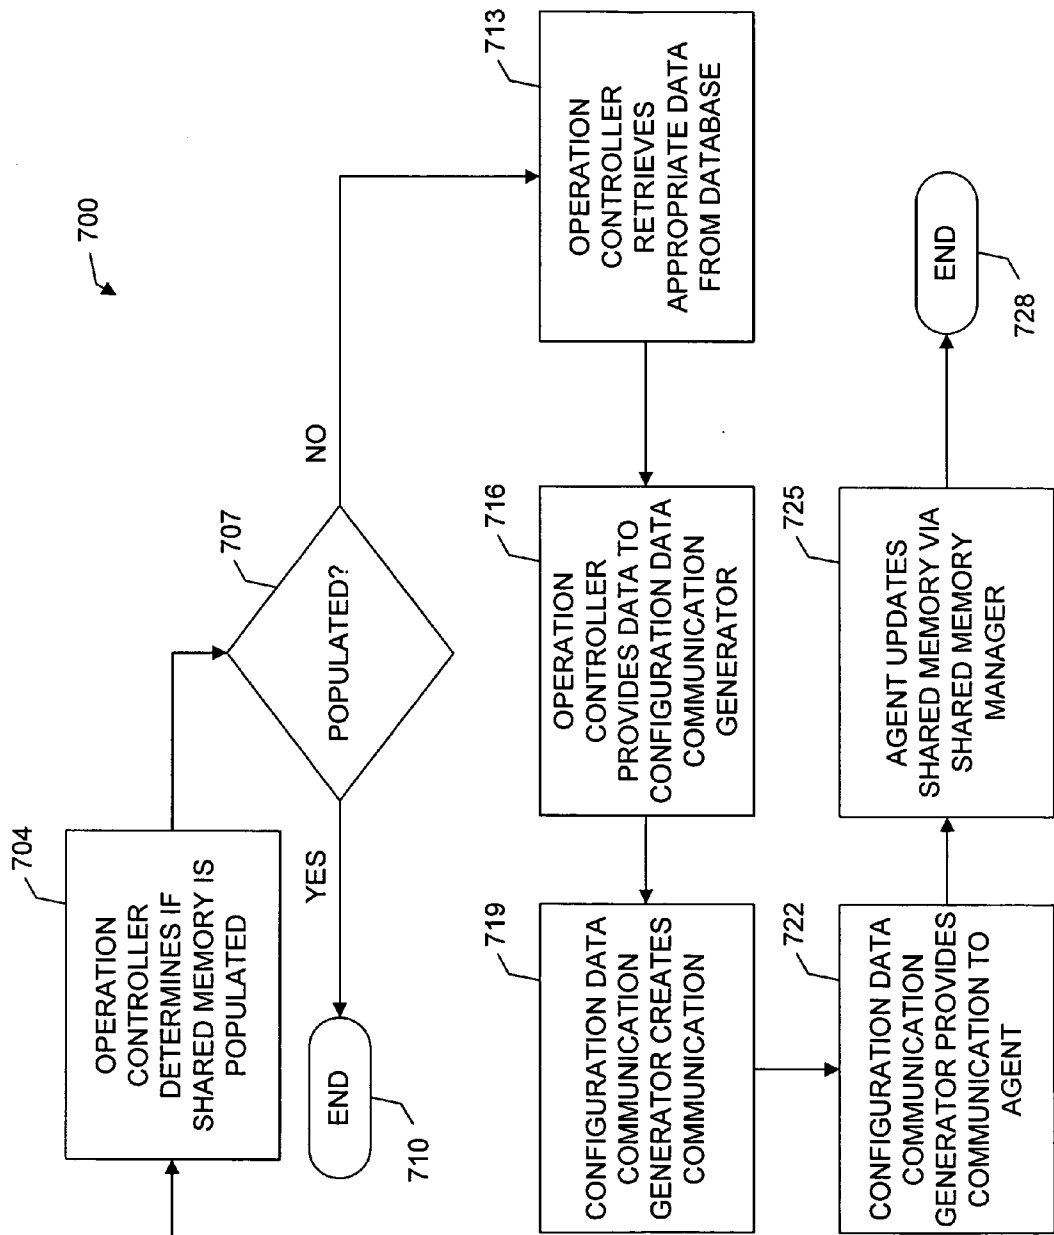 700
704
OPERATION
CONTROLLER
DETERMINES IF
SHARED MEMORY IS
POPULATED
707
POPULATED?
YES
NO
END
710
713
OPERATION
CONTROLLER
RETRIEVES
APPROPRIATE DATA
FROM DATABASE
716
OPERATION
CONTROLLER
PROVIDES DATA TO
CONFIGURATION DATA
COMMUNICATION
GENERATOR
719
CONFIGURATION DATA
COMMUNICATION
GENERATOR CREATES
COMMUNICATION
722
CONFIGURATION DATA
COMMUNICATION
GENERATOR PROVIDES
COMMUNICATION TO
AGENT
725
AGENT UPDATES
SHARED MEMORY VIA
SHARED MEMORY
MANAGER
END
728